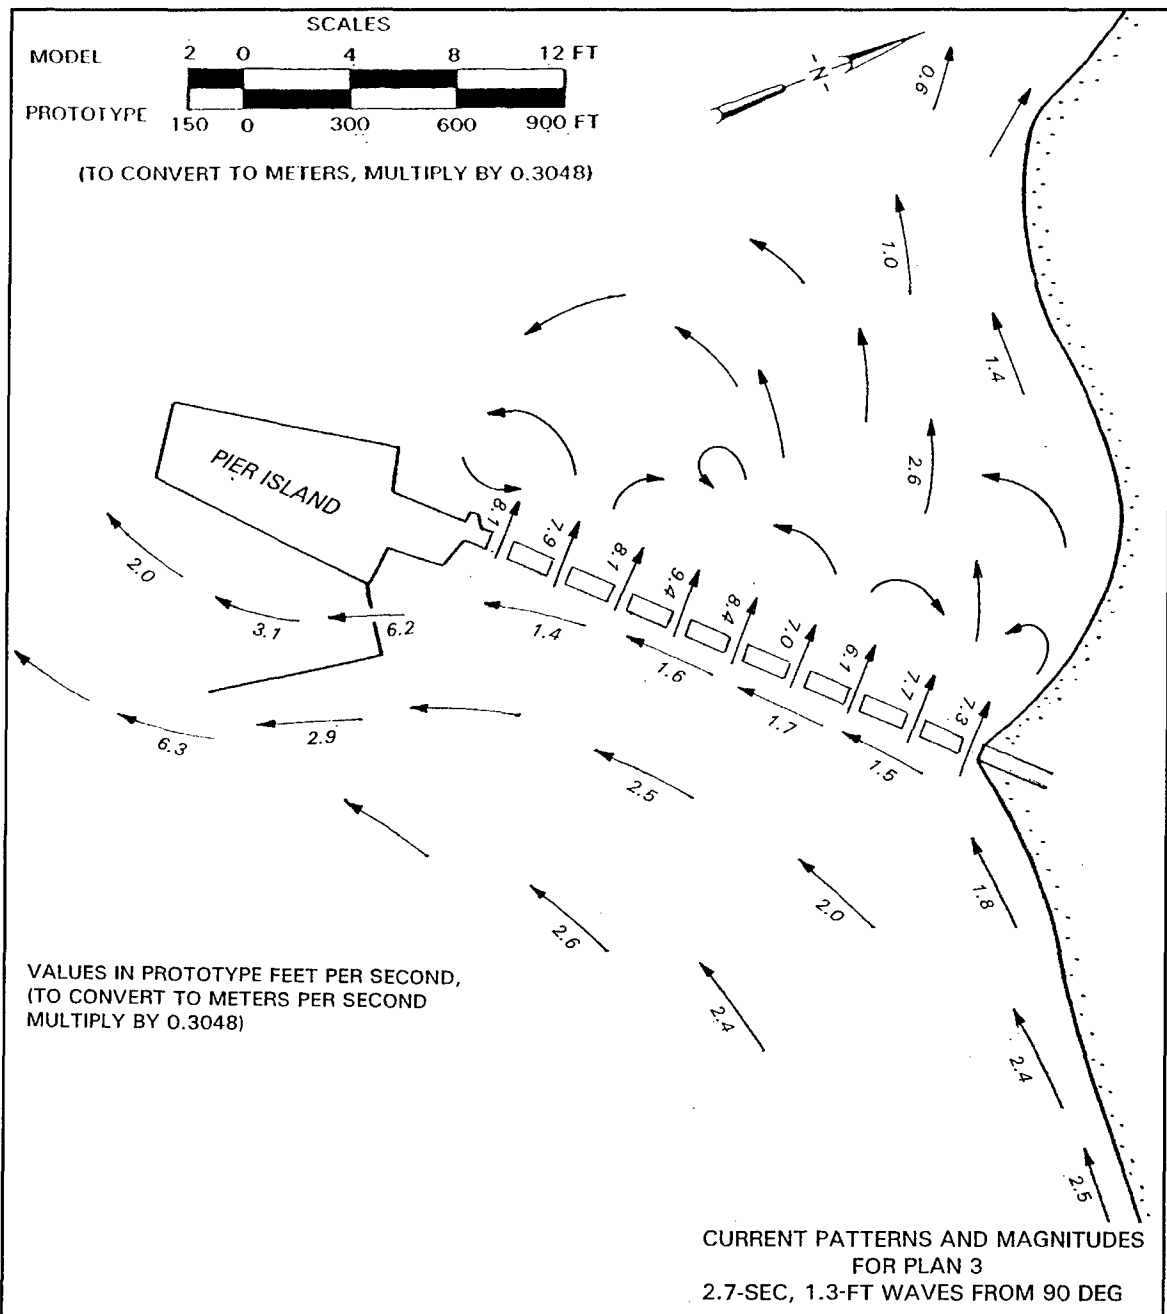 SCALES
MODEL 2 0 4 8 12 FT
PROTOTYPE 150 0 300 600 900 FT
(TO CONVERT TO METERS, MULTIPLY BY 0.3048)
-N-
0.6
1.0
1.4
2.6
PIER ISLAND
8.1
7.9
8.1
9.4
8.4
7.0
6.1
7.7
7.3
2.0
3.1
6.2
1.4
1.6
1.7
1.5
6.3
2.9
2.5
1.8
2.0
2.6
2.4
2.4
2.5
VALUES IN PROTOTYPE FEET PER SECOND,
(TO CONVERT TO METERS PER SECOND
MULTIPLY BY 0.3048)
CURRENT PATTERNS AND MAGNITUDES
FOR PLAN 3
2.7-SEC, 1.3-FT WAVES FROM 90 DEG